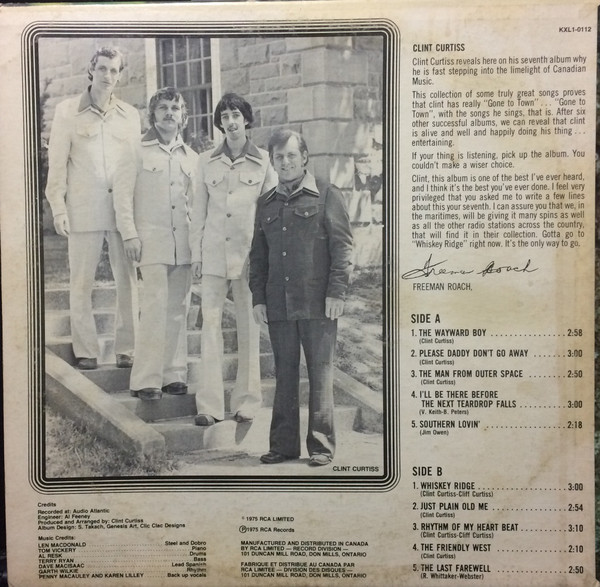 KXL1-0112
CLINT CURTISS
Clint Curtiss reveals here on his seventh album why
he is fast stepping into the limelight of Canadian
Music.
This collection of some truly great songs proves
that clint has really "Gone to Town" ... "Gone to
Town", with the songs he sings, that is. After six
other successful albums, we can reveal that clint
is alive and well and happily doing his thing ...
entertaining.
If your thing is listening, pick up the album. You
couldn't make a wiser choice.
Clint, this album is one of the best I've ever heard,
and I think it's the best you've ever done. I feel very
privileged that you asked me to write a few lines
about this your seventh. I can assure you that we, in
the maritimes, will be giving it many spins as well
as all the other radio stations across the country,
that will find it in their collection. Gotta go to
"Whiskey Ridge" right now. It's the only way to go.
Freeman Roach
FREEMAN ROACH,
SIDE A
1. THE WAYWARD BOY 2:58
(Clint Curtiss)
2. PLEASE DADDY DON'T GO AWAY 3:00
(Clint Curtiss)
3. THE MAN FROM OUTER SPACE 2:50
(Clint Curtiss)
4. I'LL BE THERE BEFORE
THE NEXT TEARDROP FALLS 3:00
(V. Keith-B. Peters)
5. SOUTHERN LOVIN' 2:18
(Jim Owen)
SIDE B
1. WHISKEY RIDGE 3:00
(Clint Curtiss-Cliff Curtiss)
2. JUST PLAIN OLD ME 2:54
(Clint Curtiss)
3. RHYTHM OF MY HEART BEAT 3:10
(Clint Curtiss-Cliff Curtiss)
4. THE FRIENDLY WEST 2:10
(Clint Curtiss)
5. THE LAST FAREWELL 2:50
(R. Whittaker-Webster)
CLINT CURTISS
Credits
Recorded at: Audio Atlantic
Engineer: Al Feeney
Produced and Arranged by: Clint Curtiss
Album Design: S. Takach, Genesis Art, Clic Clac Designs
Music Credits:
LEN MACDONALD Steel and Dobro
TOM VICKERY Piano
AL RESK Drums
TERRY RYAN Bass
DAVE MACISAAC Lead Spanish
GARTH WILKIE Rhythm
PENNY MACAULEY AND KAREN LILLEY Back up vocals
© 1975 RCA LIMITED
℗ 1975 RCA Records
MANUFACTURED AND DISTRIBUTED IN CANADA
BY RCA LIMITED — RECORD DIVISION —
101 DUNCAN MILL ROAD, DON MILLS, ONTARIO
FABRIQUE ET DISTRIBUE AU CANADA PAR
RCA LIMITEE — DIVISION DES DISQUES —
101 DUNCAN MILL ROAD, DON MILLS, ONTARIO